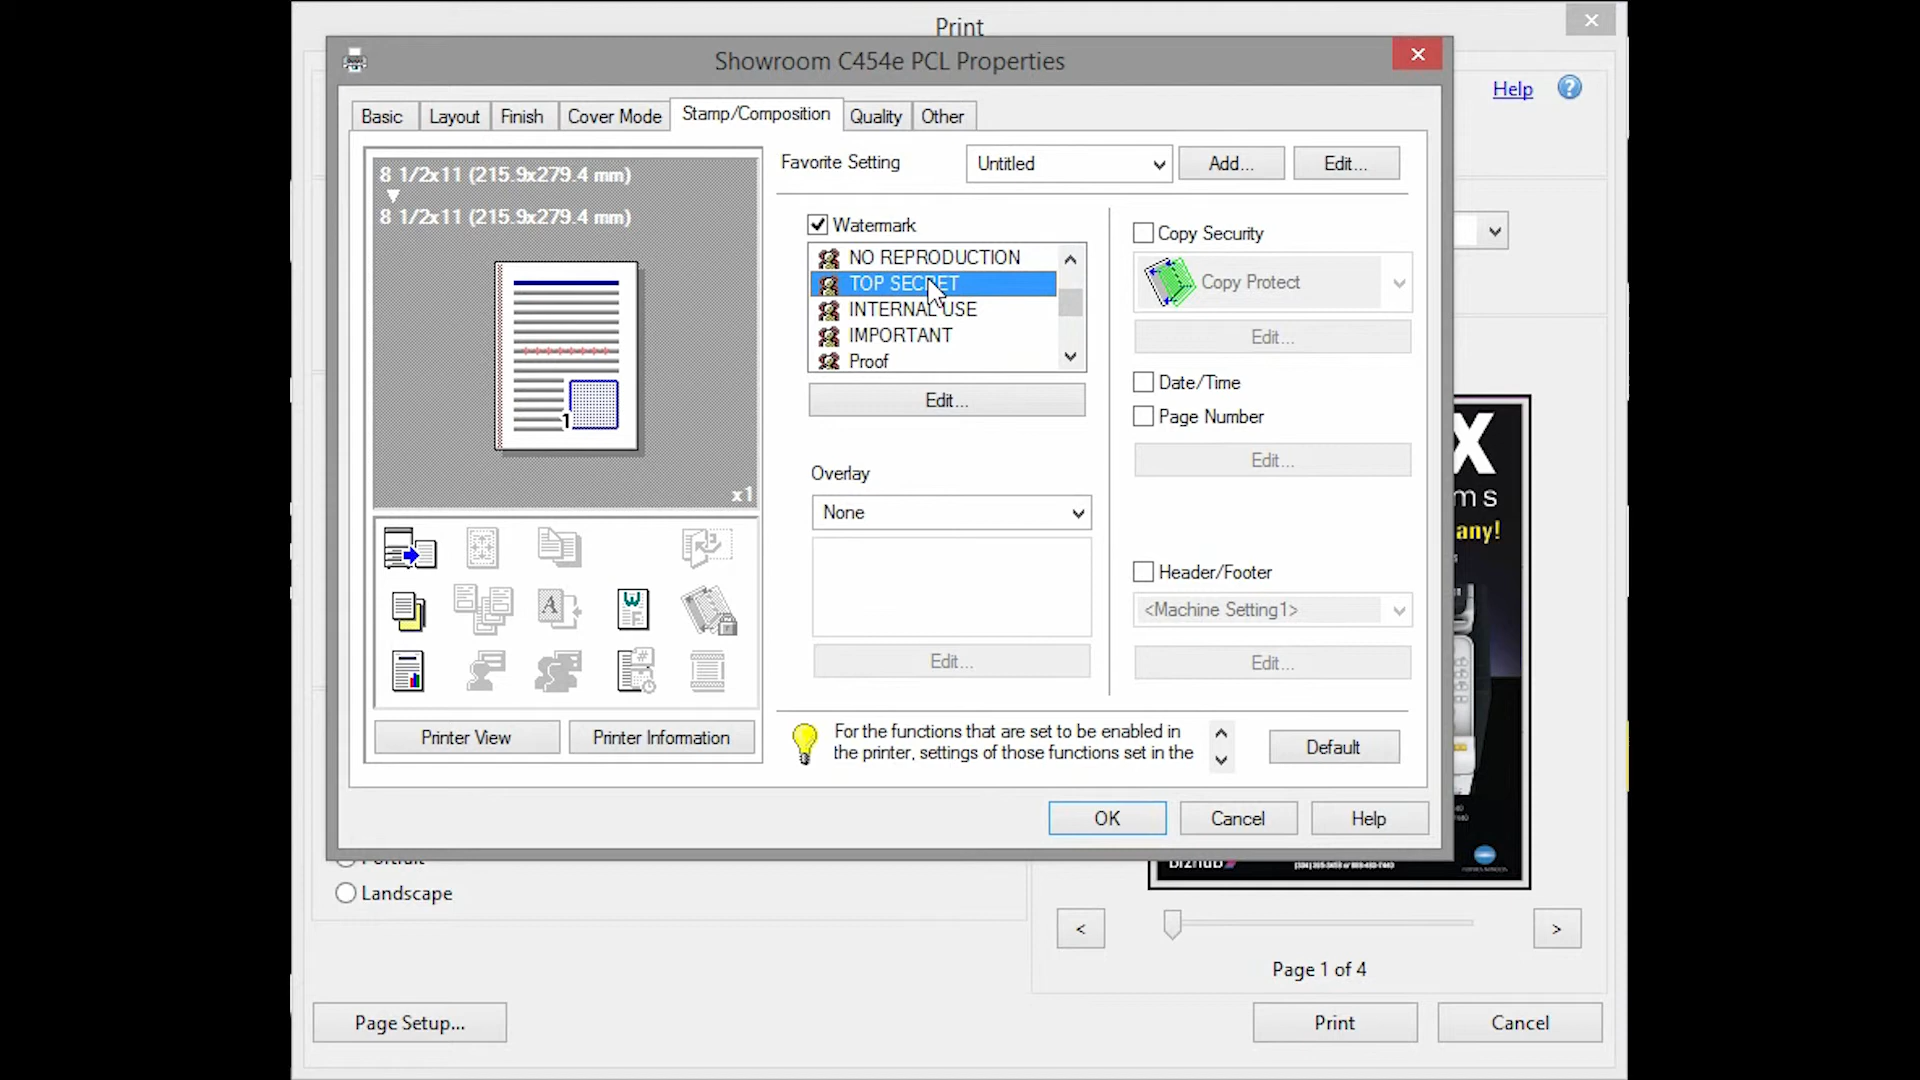 Print
Showroom C454e PCL Properties
Help
Basic
Layout
Finish
Cover Mode
Stamp/Composition
Quality
Other
8 1/2x11 (215.9x279.4 mm)
8 1/2x11 (215.9x279.4 mm)
1
x1
Printer View
Printer Information
Favorite Setting
Untitled
Add...
Edit...
Watermark
NO REPRODUCTION
TOP SECRET
INTERNAL USE
IMPORTANT
Proof
Edit...
Overlay
None
Edit...
Copy Security
Copy Protect
Edit...
Date/Time
Page Number
Edit...
Header/Footer
<Machine Setting1>
Edit...
For the functions that are set to be enabled in
the printer, settings of those functions set in the
Default
OK
Cancel
Help
X
ms
any!
Portrait
Landscape
bizhub
<
>
Page 1 of 4
Page Setup...
Print
Cancel